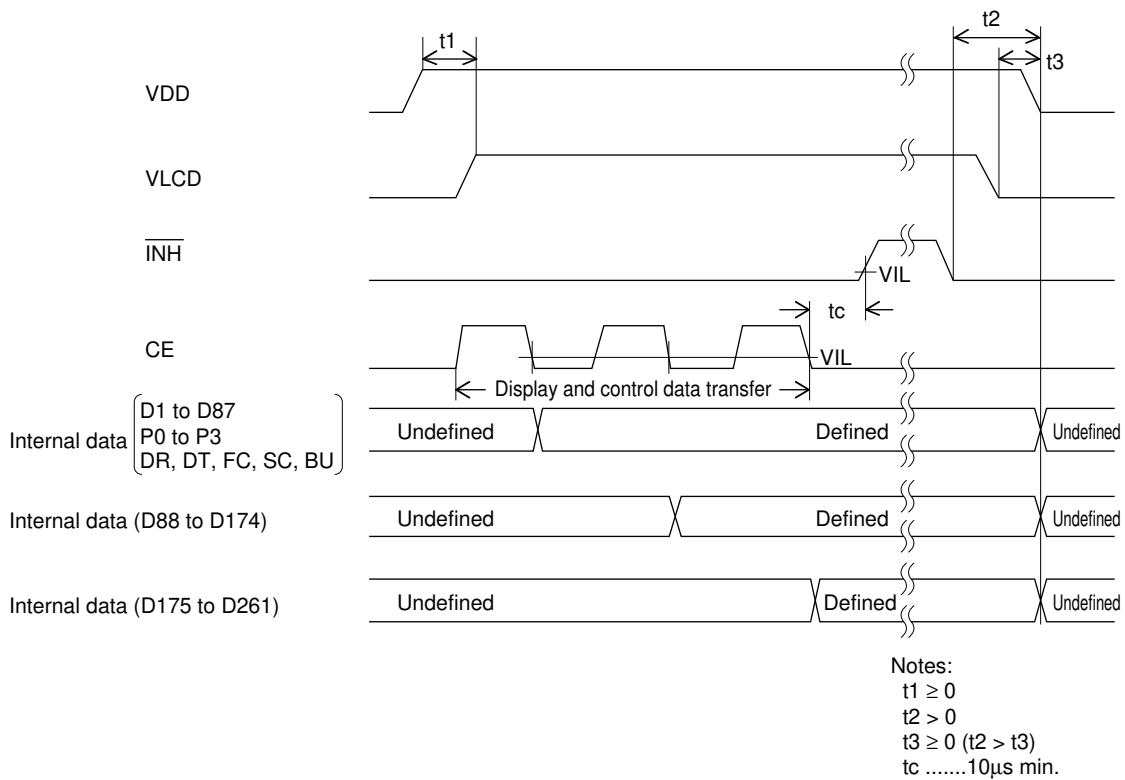 t1
t2
t3
VDD
VLCD
INH
VIL
tc
CE
VIL
Display and control data transfer
Internal data
D1 to D87
P0 to P3
DR, DT, FC, SC, BU
Undefined
Defined
Undefined
Internal data (D88 to D174)
Undefined
Defined
Undefined
Internal data (D175 to D261)
Undefined
Defined
Undefined
Notes:
t1 ≥ 0
t2 > 0
t3 ≥ 0 (t2 > t3)
tc .......10μs min.